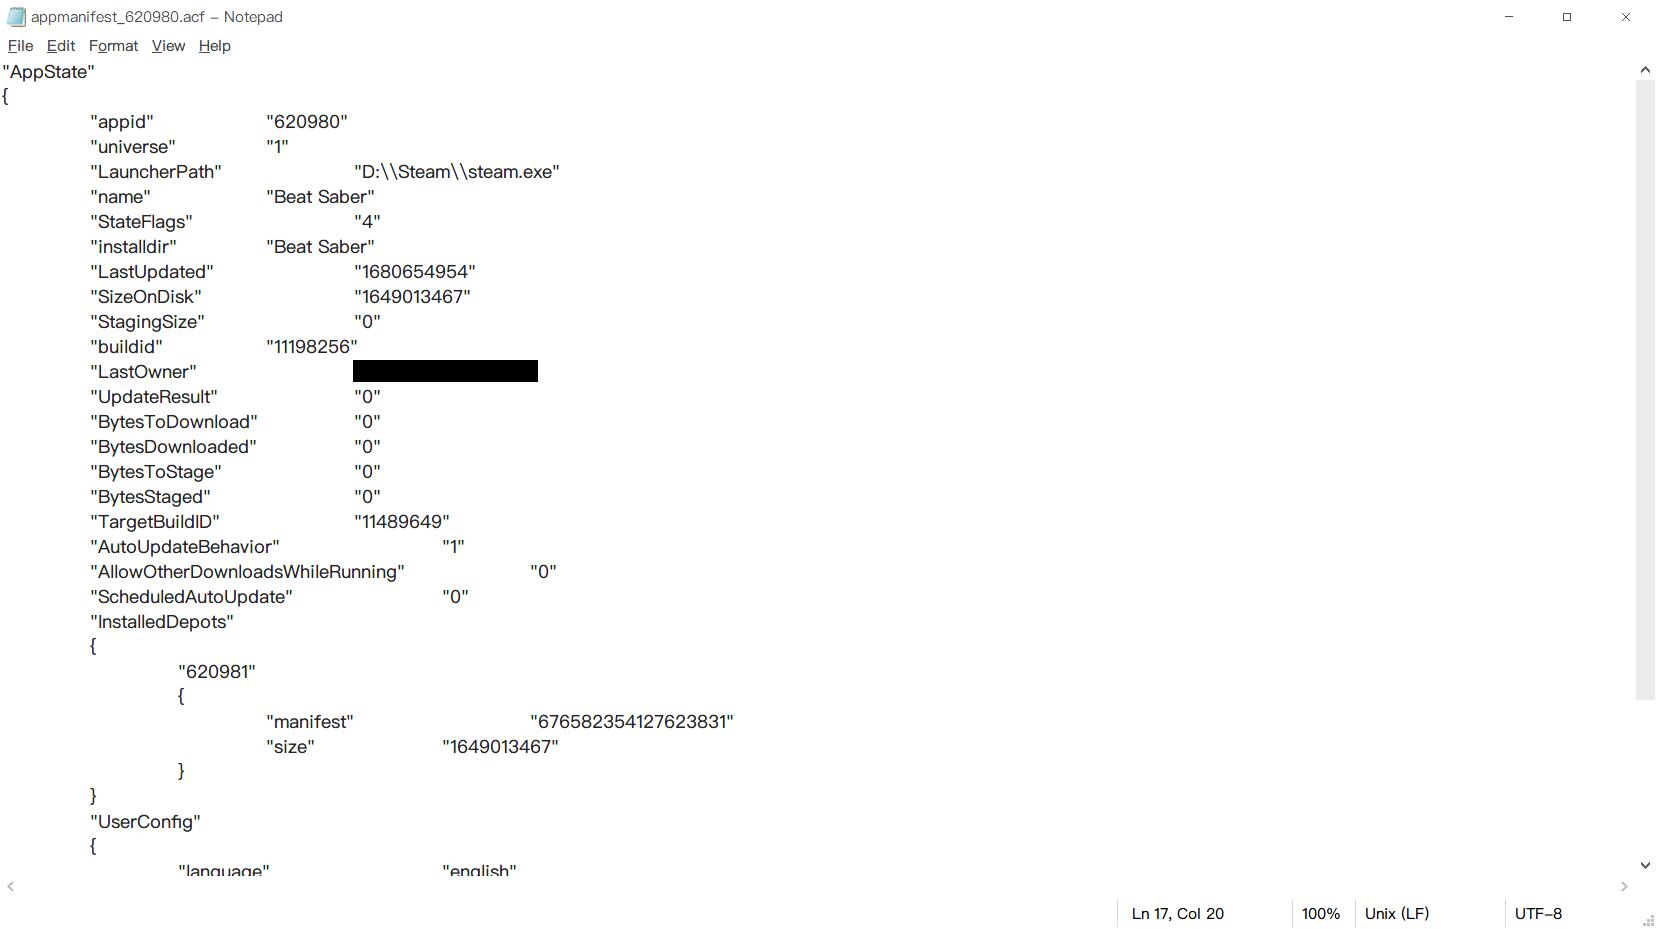 appmanifest_620980.acf – Notepad
File Edit Format View Help
"AppState"
{
"appid" "620980"
"universe" "1"
"LauncherPath" "D:\\Steam\\steam.exe"
"name" "Beat Saber"
"StateFlags" "4"
"installdir" "Beat Saber"
"LastUpdated" "1680654954"
"SizeOnDisk" "1649013467"
"StagingSize" "0"
"buildid" "11198256"
"LastOwner"
"UpdateResult" "0"
"BytesToDownload" "0"
"BytesDownloaded" "0"
"BytesToStage" "0"
"BytesStaged" "0"
"TargetBuildID" "11489649"
"AutoUpdateBehavior" "1"
"AllowOtherDownloadsWhileRunning" "0"
"ScheduledAutoUpdate" "0"
"InstalledDepots"
{
"620981"
{
"manifest" "676582354127623831"
"size" "1649013467"
}
}
"UserConfig"
{
"language" "english"
Ln 17, Col 20 100% Unix (LF) UTF–8